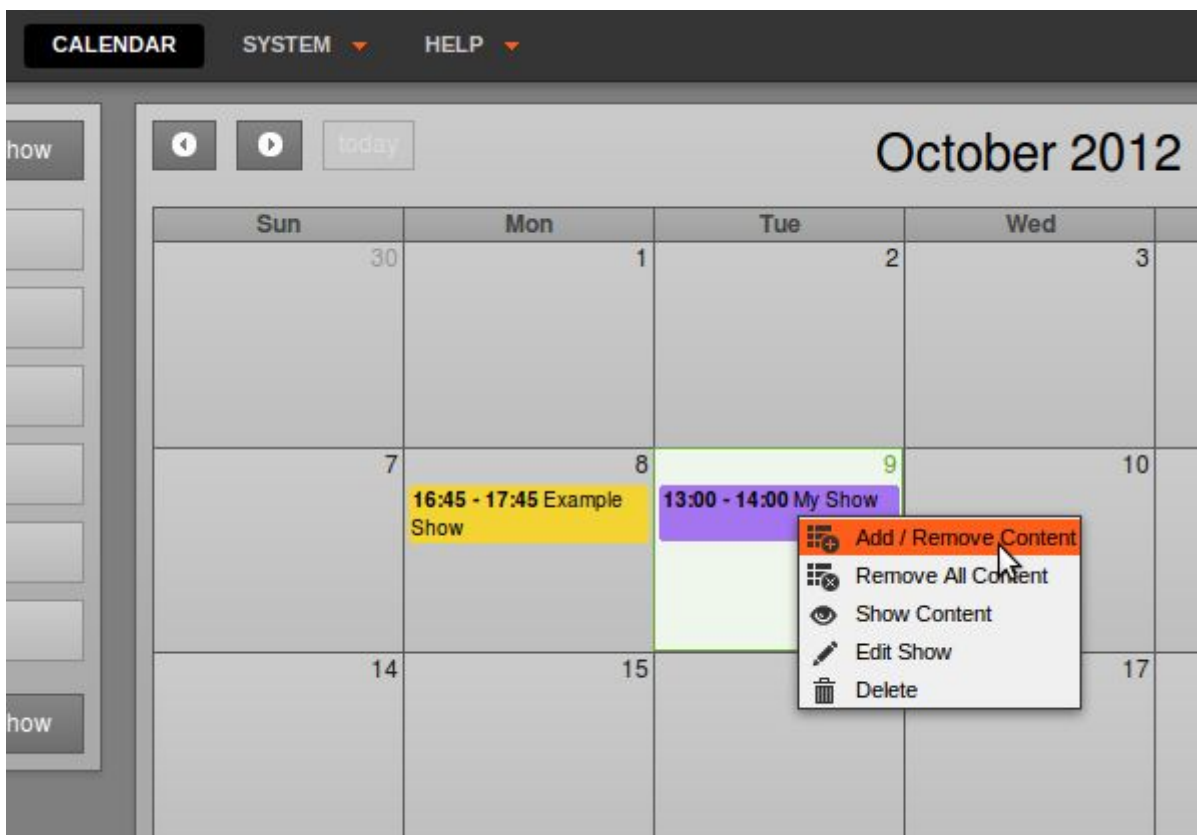 CALENDAR SYSTEM HELP
how
today
October 2012
Sun Mon Tue Wed
30 1 2 3
7 8 9 10
16:45 - 17:45 Example
Show
13:00 - 14:00 My Show
Add / Remove Content
Remove All Content
Show Content
Edit Show
Delete
14 15 17
how